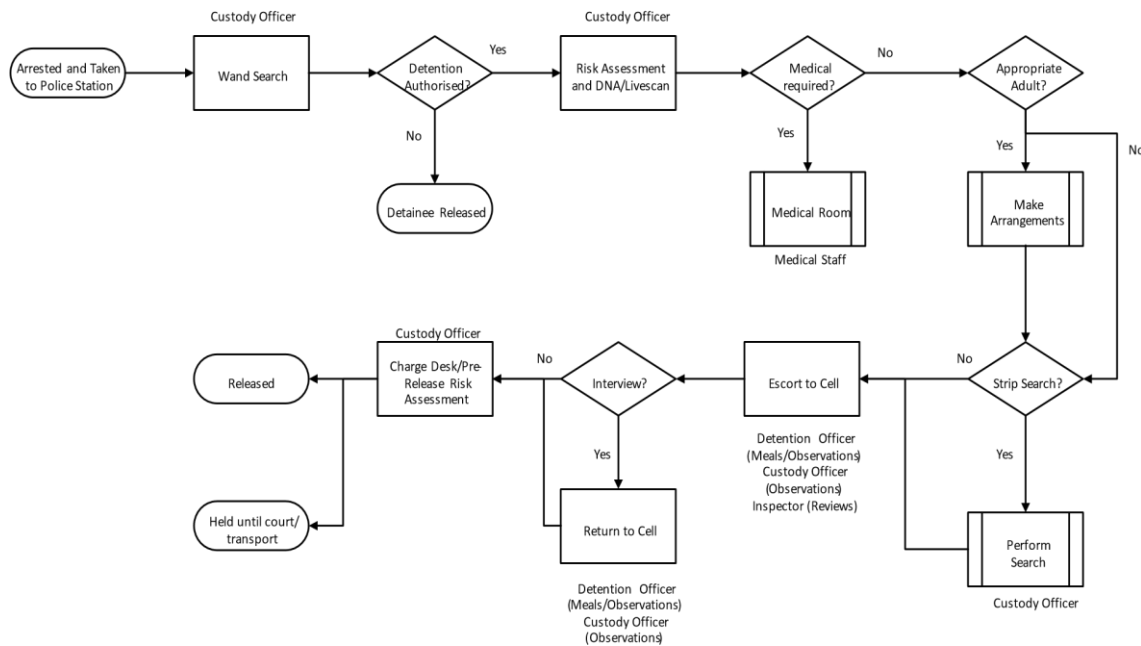 Custody Officer
Custody Officer
Arrested and Taken
to Police Station
Wand Search
Detention
Authorised?
Yes
Risk Assessment
and DNA/Livescan
Medical
required?
No
Appropriate
Adult?
No
Yes
Yes
No
Detainee Released
Medical Room
Medical Staff
Make
Arrangements
Custody Officer
Released
Charge Desk/Pre-
Release Risk
Assessment
No
Interview?
Escort to Cell
No
Strip Search?
Detention Officer
(Meals/Observations)
Custody Officer
(Observations)
Inspector (Reviews)
Yes
Yes
Held until court/
transport
Return to Cell
Perform
Search
Detention Officer
(Meals/Observations)
Custody Officer
(Observations)
Custody Officer